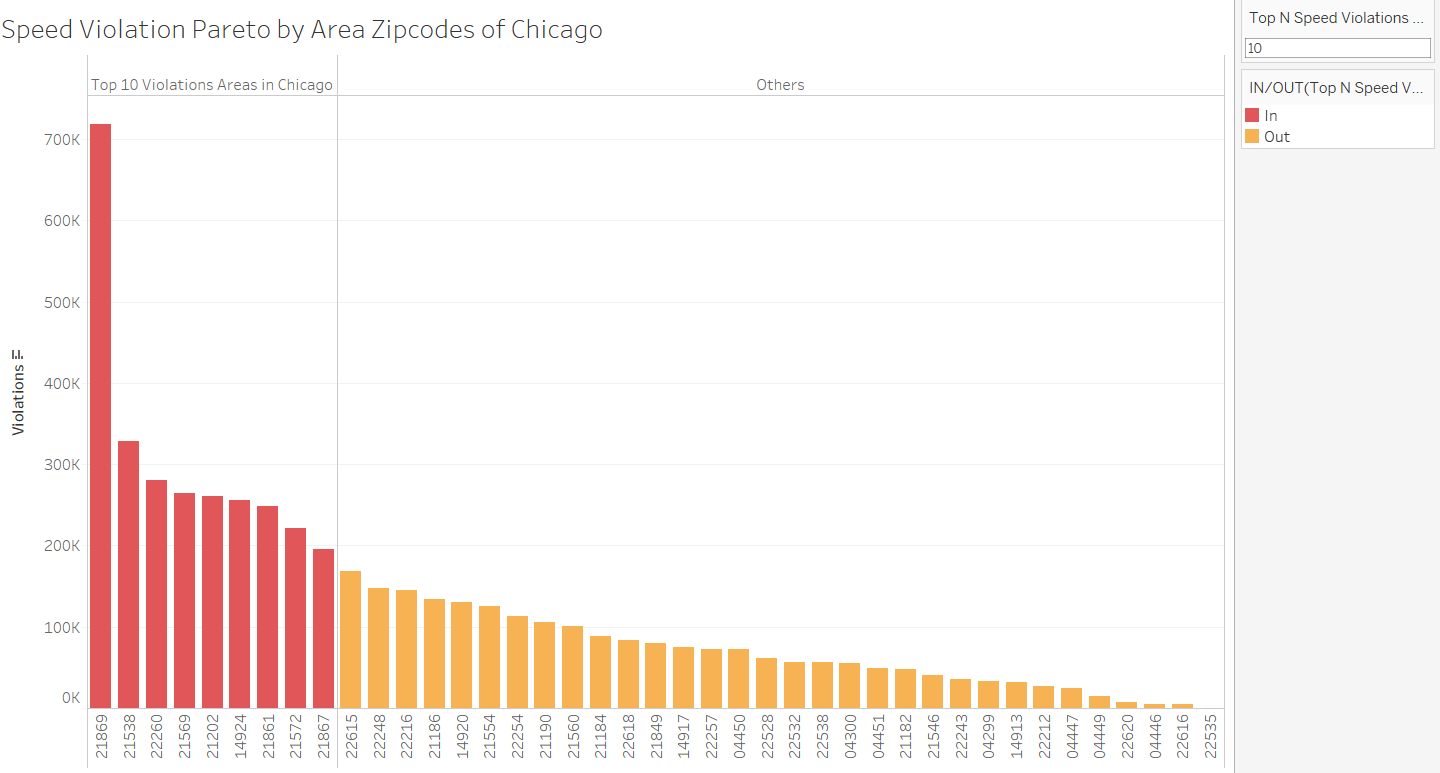 Speed Violation Pareto by Area Zipcodes of Chicago
Top 10 Violations Areas in Chicago
Others
700K
600K
500K
400K
300K
200K
100K
0K
Violations
21869
21538
22260
21569
21202
14924
21861
21572
21867
22615
22248
22216
21186
14920
21554
22254
21190
21560
21184
22618
21849
14917
22257
04450
22528
22532
22538
04300
04451
21182
21546
22243
04299
14913
22212
04447
04449
22620
04446
22616
22535
Top N Speed Violations ...
10
IN/OUT(Top N Speed V...
In
Out